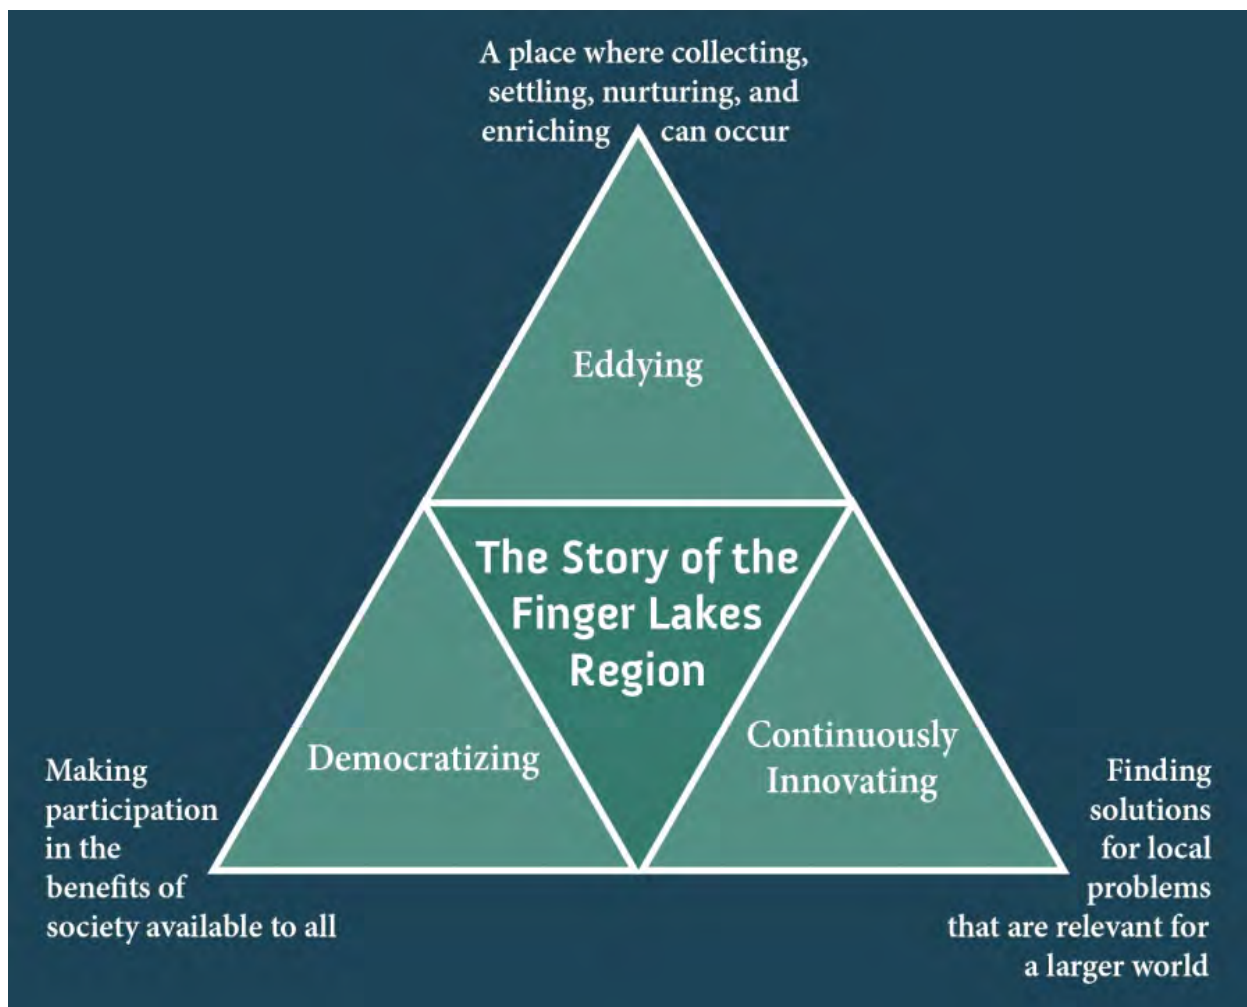 A place where collecting,
settling, nurturing, and
enriching can occur
Eddying
The Story of the
Finger Lakes
Region
Democratizing
Continuously
Innovating
Making
participation
in the
benefits of
society available to all
Finding
solutions
for local
problems
that are relevant for
a larger world